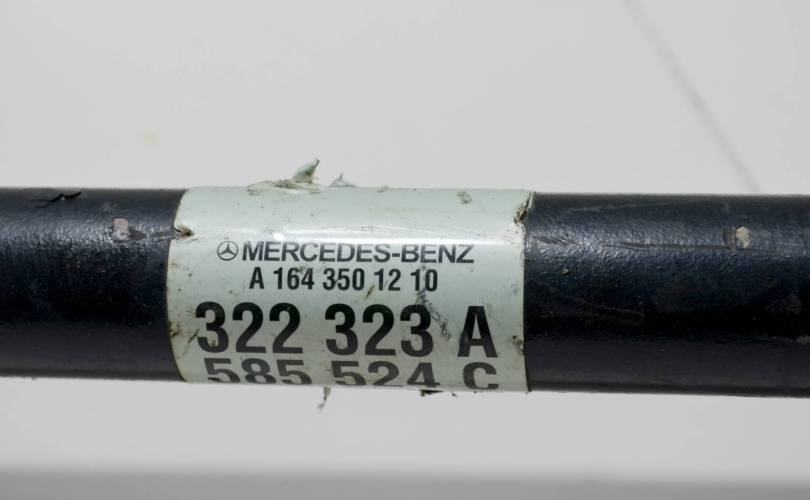 MERCEDES-BENZ
A 164 350 12 10
322 323 A
585 524 C